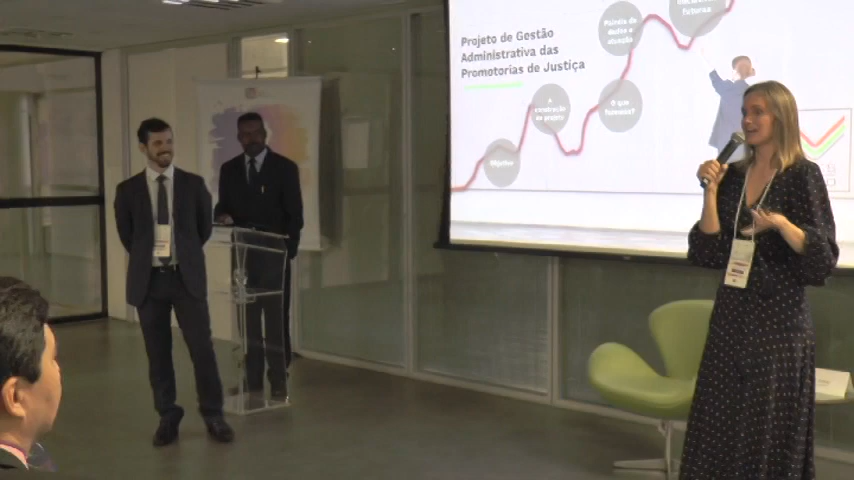 Projeto de Gestão
Administrativa das
Promotorias de Justiça
Painéis de
dados e
atuação
futuras
A
construção
do projeto
O que
fizemos?
Objetivo